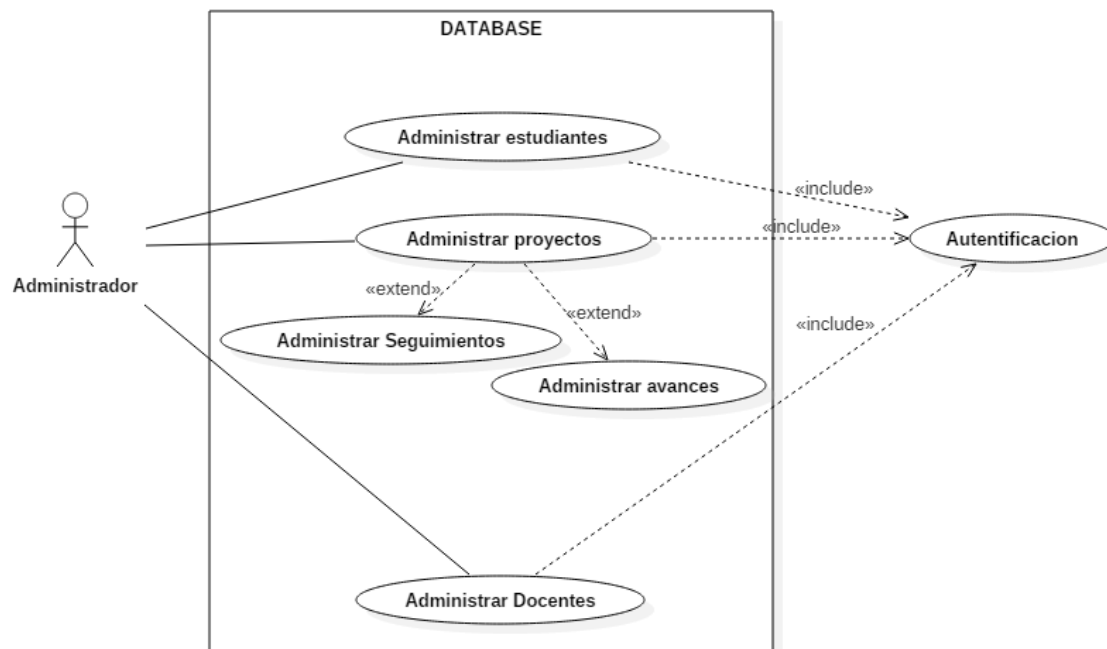 DATABASE
Administrar estudiantes
«include»
Administrar proyectos
«include»
Autentificacion
Administrador
«extend»
«extend»
Administrar Seguimientos
«include»
Administrar avances
Administrar Docentes